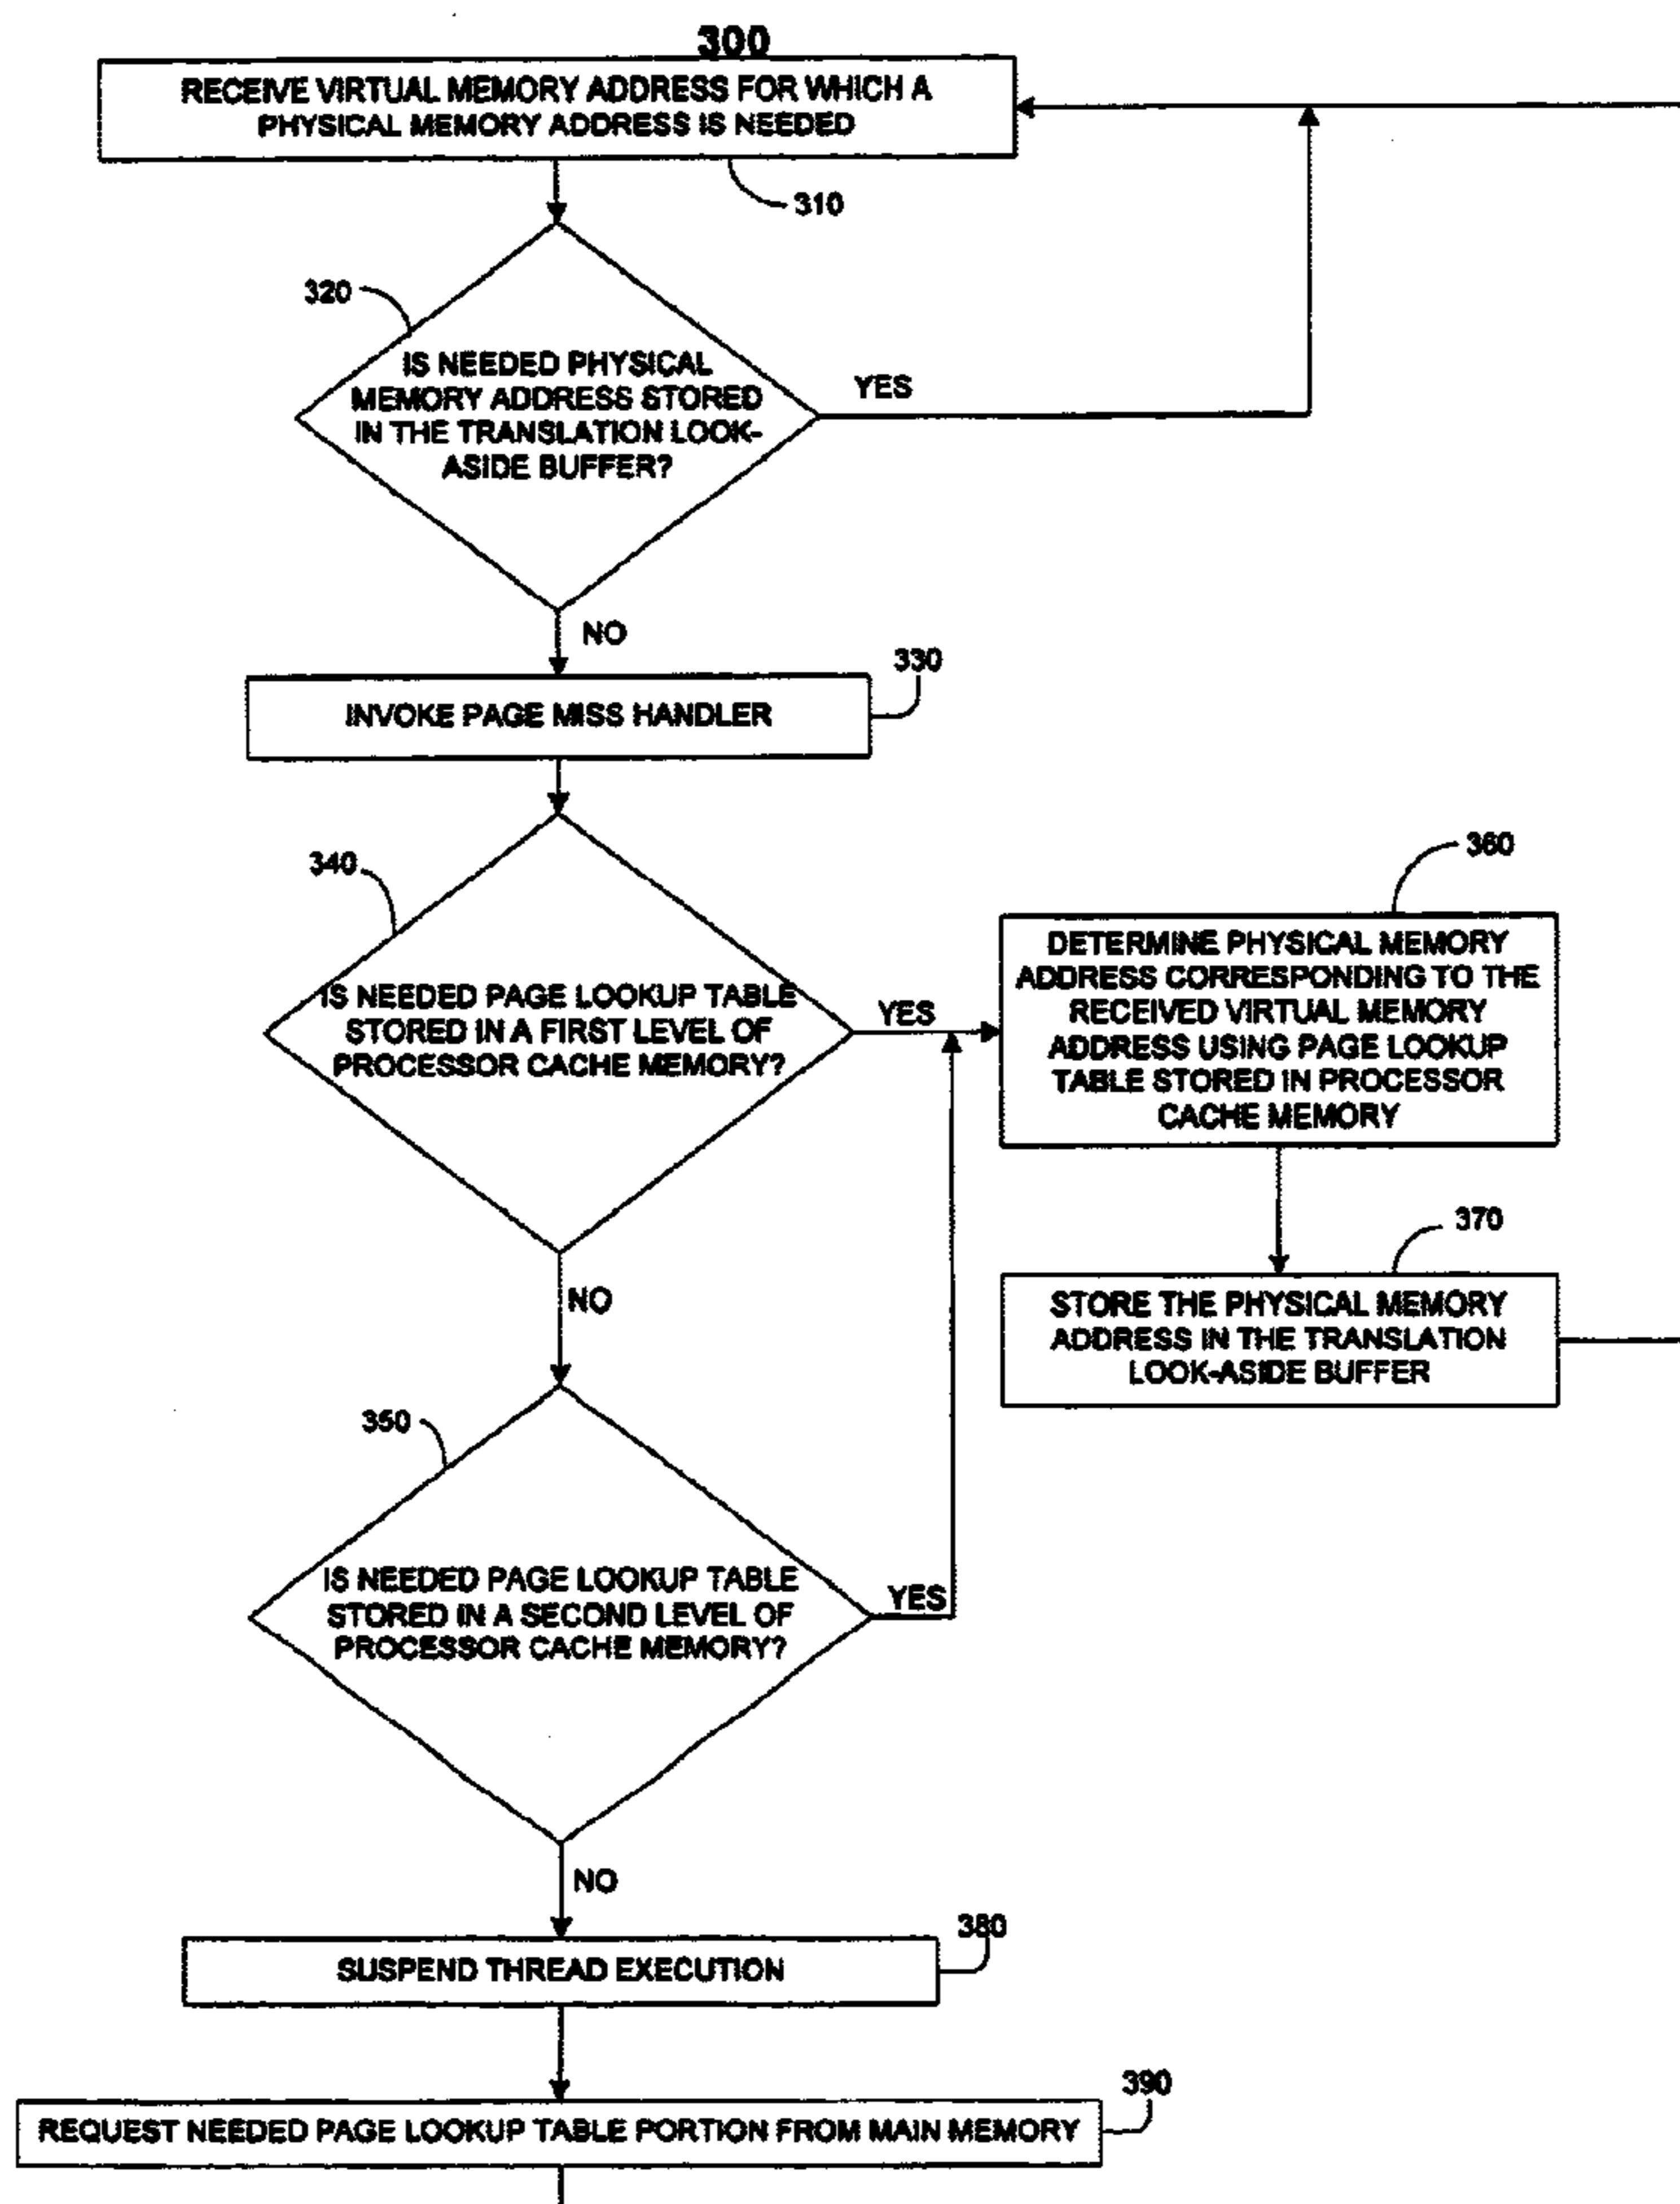 300
RECEIVE VIRTUAL MEMORY ADDRESS FOR WHICH A
PHYSICAL MEMORY ADDRESS IS NEEDED
310
320
IS NEEDED PHYSICAL
MEMORY ADDRESS STORED
IN THE TRANSLATION LOOK-
ASIDE BUFFER?
YES
NO
330
INVOKE PAGE MISS HANDLER
340
IS NEEDED PAGE LOOKUP TABLE
STORED IN A FIRST LEVEL OF
PROCESSOR CACHE MEMORY?
YES
360
DETERMINE PHYSICAL MEMORY
ADDRESS CORRESPONDING TO THE
RECEIVED VIRTUAL MEMORY
ADDRESS USING PAGE LOOKUP
TABLE STORED IN PROCESSOR
CACHE MEMORY
370
STORE THE PHYSICAL MEMORY
ADDRESS IN THE TRANSLATION
LOOK-ASIDE BUFFER
NO
350
IS NEEDED PAGE LOOKUP TABLE
STORED IN A SECOND LEVEL OF
PROCESSOR CACHE MEMORY?
YES
NO
380
SUSPEND THREAD EXECUTION
390
REQUEST NEEDED PAGE LOOKUP TABLE PORTION FROM MAIN MEMORY